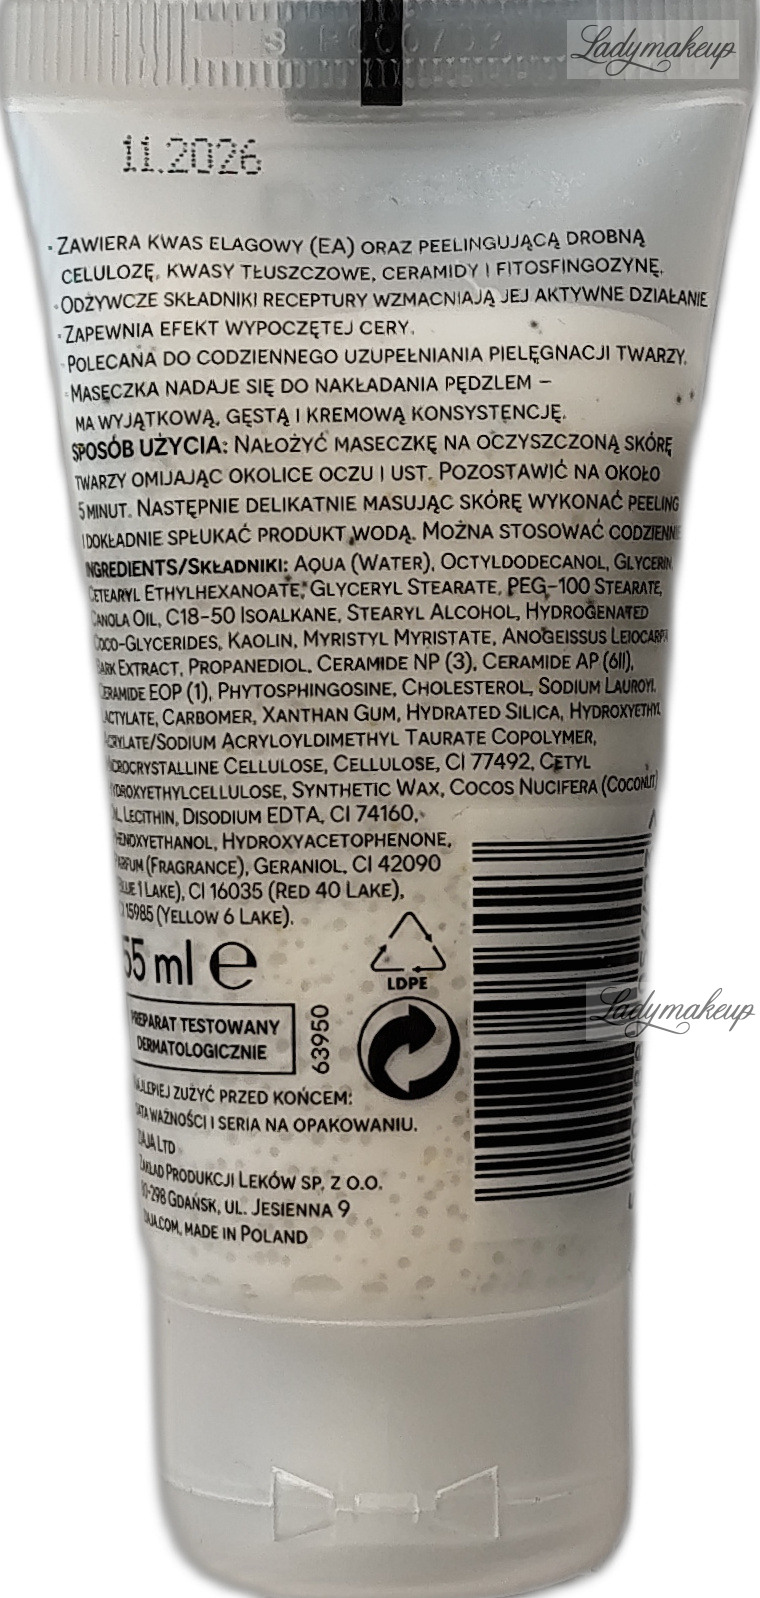 Ladymakeup
11.2026
• ZAWIERA KWAS ELAGOWY (EA) ORAZ PEELINGUJĄCĄ DROBNĄ
CELULOZĘ, KWASY TŁUSZCZOWE, CERAMIDY I FITOSFINGOZYNĘ.
• ODŻYWCZE SKŁADNIKI RECEPTURY WZMACNIAJĄ JEJ AKTYWNE DZIAŁANIE
• ZAPEWNIA EFEKT WYPOCZĘTEJ CERY.
• POLECANA DO CODZIENNEGO UZUPEŁNIANIA PIELĘGNACJI TWARZY.
• MASECZKA NADAJE SIĘ DO NAKŁADANIA PĘDZLEM –
MA WYJĄTKOWĄ, GĘSTĄ I KREMOWĄ KONSYSTENCJĘ.
SPOSÓB UŻYCIA: NAŁOŻYĆ MASECZKĘ NA OCZYSZCZONĄ SKÓRĘ
TWARZY OMIJAJĄC OKOLICE OCZU I UST. POZOSTAWIĆ NA OKOŁO
5 MINUT. NASTĘPNIE DELIKATNIE MASUJĄC SKÓRĘ WYKONAĆ PEELING
I DOKŁADNIE SPŁUKAĆ PRODUKT WODĄ. MOŻNA STOSOWAĆ CODZIENNIE
INGREDIENTS/SKŁADNIKI: AQUA (WATER), OCTYLDODECANOL, GLYCERIN,
CETEARYL ETHYLHEXANOATE, GLYCERYL STEARATE, PEG-100 STEARATE,
CANOLA OIL, C18-50 ISOALKANE, STEARYL ALCOHOL, HYDROGENATED
COCO-GLYCERIDES, KAOLIN, MYRISTYL MYRISTATE, ANOGEISSUS LEIOCARPA
BARK EXTRACT, PROPANEDIOL, CERAMIDE NP (3), CERAMIDE AP (6II),
CERAMIDE EOP (1), PHYTOSPHINGOSINE, CHOLESTEROL, SODIUM LAUROYL
LACTYLATE, CARBOMER, XANTHAN GUM, HYDRATED SILICA, HYDROXYETHYL
ACRYLATE/SODIUM ACRYLOYLDIMETHYL TAURATE COPOLYMER,
MICROCRYSTALLINE CELLULOSE, CELLULOSE, CI 77492, CETYL
HYDROXYETHYLCELLULOSE, SYNTHETIC WAX, COCOS NUCIFERA (COCONUT)
OIL, LECITHIN, DISODIUM EDTA, CI 74160,
PHENOXYETHANOL, HYDROXYACETOPHENONE,
PARFUM (FRAGRANCE), GERANIOL, CI 42090
(BLUE 1 LAKE), CI 16035 (RED 40 LAKE),
CI 15985 (YELLOW 6 LAKE).
55 ml e
LDPE
PREPARAT TESTOWANY
DERMATOLOGICZNIE
63950
Ladymakeup
NAJLEPIEJ ZUŻYĆ PRZED KOŃCEM:
DATA WAŻNOŚCI I SERIA NA OPAKOWANIU.
ZIAJA LTD
ZAKŁAD PRODUKCJI LEKÓW SP. Z O.O.
80-298 GDAŃSK, UL. JESIENNA 9
ZIAJA.COM, MADE IN POLAND